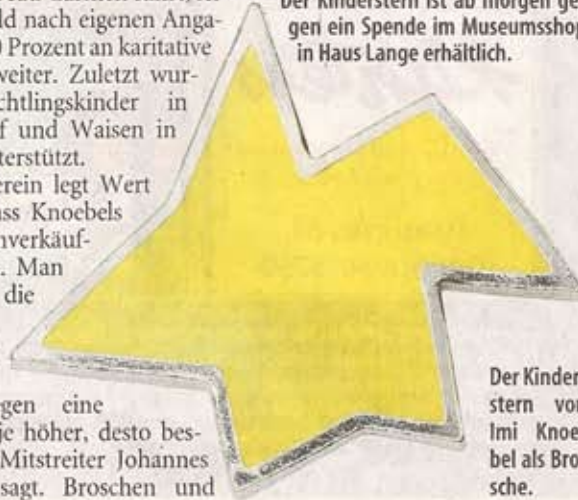 ld nach eigenen Anga-
0 Prozent an karitative
weiter. Zuletzt wur-
chtlingskinder in
f und Waisen in
terstützt.
erein legt Wert
ss Knoebels
nverkäuf-
. Man
die
gen eine
je höher, desto bes-
Mitstreiter Johannes
sagt. Broschen und
Der Kinderstern ist ab morgen ge-
gen ein Spende im Museumsshop
in Haus Lange erhältlich.
Der Kinder-
stern von
Imi Knoe-
bel als Bro-
sche.